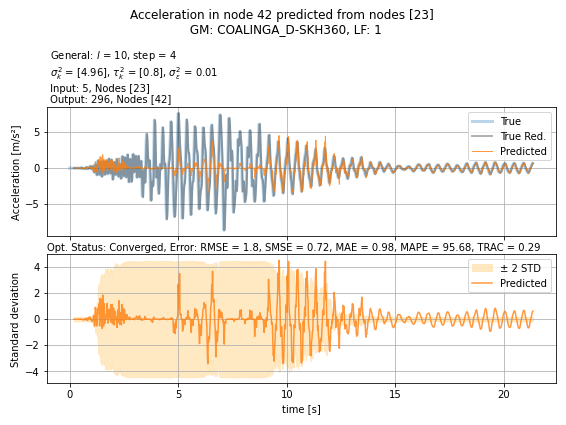 Acceleration in node 42 predicted from nodes [23]
GM: COALINGA_D-SKH360, LF: 1
General: l = 10, step = 4
σ²ₖ = [4.96], τ²ₖ = [0.8], σ²ε = 0.01
Input: 5, Nodes [23]
Output: 296, Nodes [42]
Acceleration [m/s²]
5
0
−5
True
True Red.
Predicted
Opt. Status: Converged, Error: RMSE = 1.8, SMSE = 0.72, MAE = 0.98, MAPE = 95.68, TRAC = 0.29
Standard deviation
4
2
0
−2
−4
± 2 STD
Predicted
0 5 10 15 20
time [s]